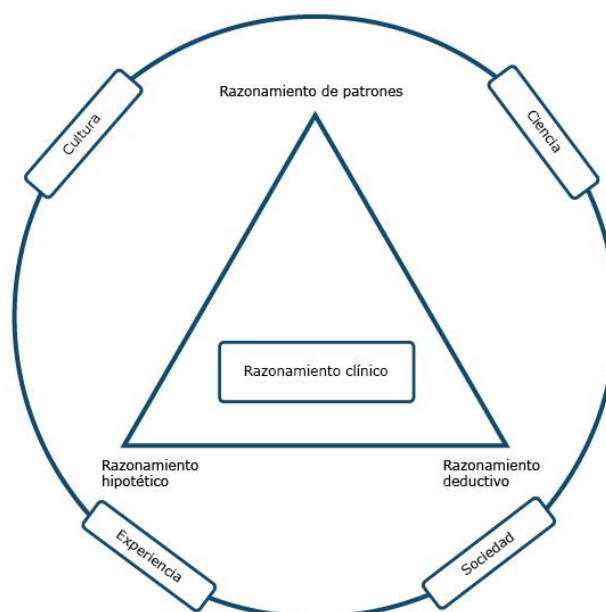 Razonamiento de patrones
Cultura
Ciencia
Razonamiento clínico
Razonamiento
hipotético
Razonamiento
deductivo
Experiencia
Sociedad